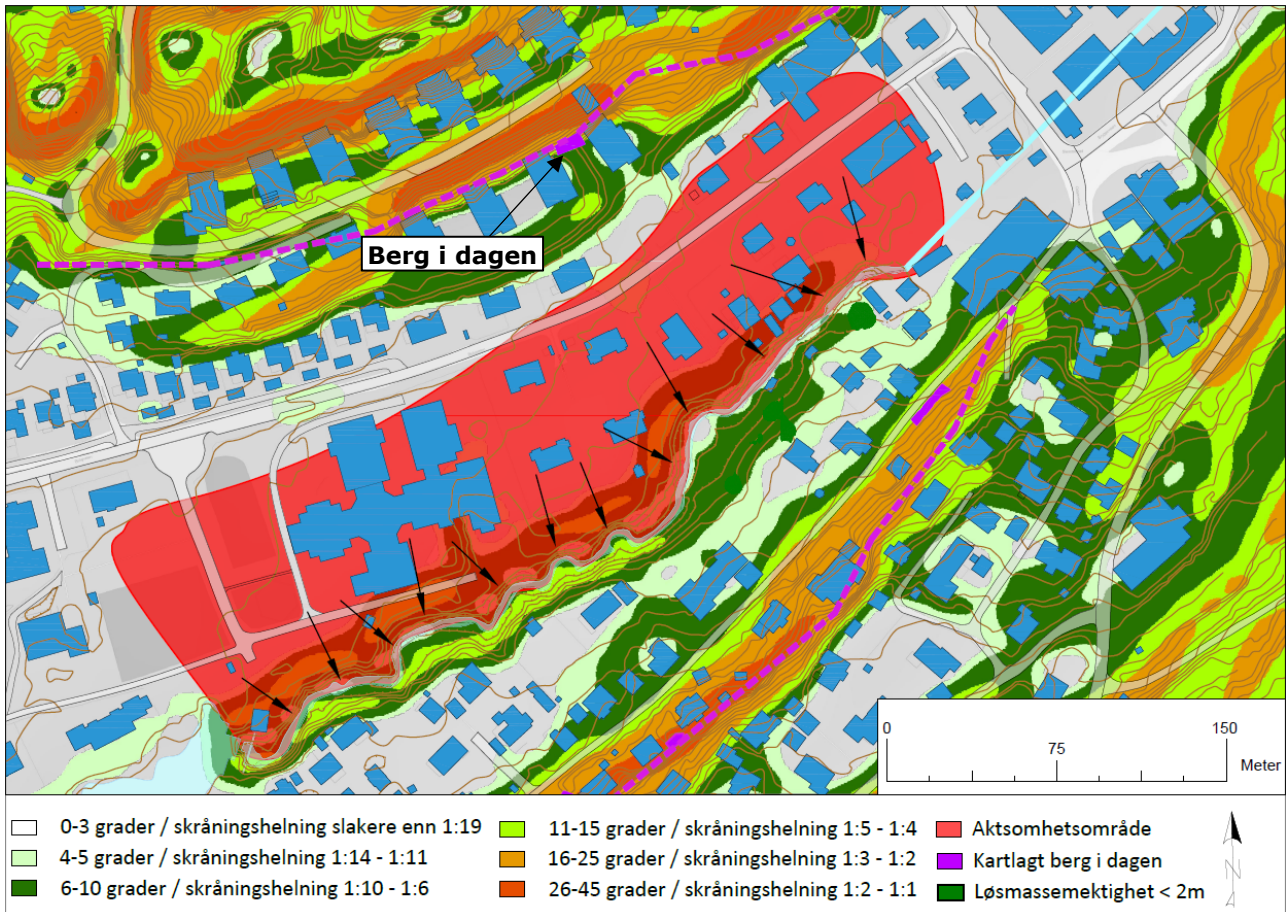 Berg i dagen
0 150
75
Meter
0-3 grader / skråningshelning slakere enn 1:19
4-5 grader / skråningshelning 1:14 - 1:11
6-10 grader / skråningshelning 1:10 - 1:6
11-15 grader / skråningshelning 1:5 - 1:4
16-25 grader / skråningshelning 1:3 - 1:2
26-45 grader / skråningshelning 1:2 - 1:1
Aktsomhetsområde
Kartlagt berg i dagen
Løsmassemektighet < 2m
N